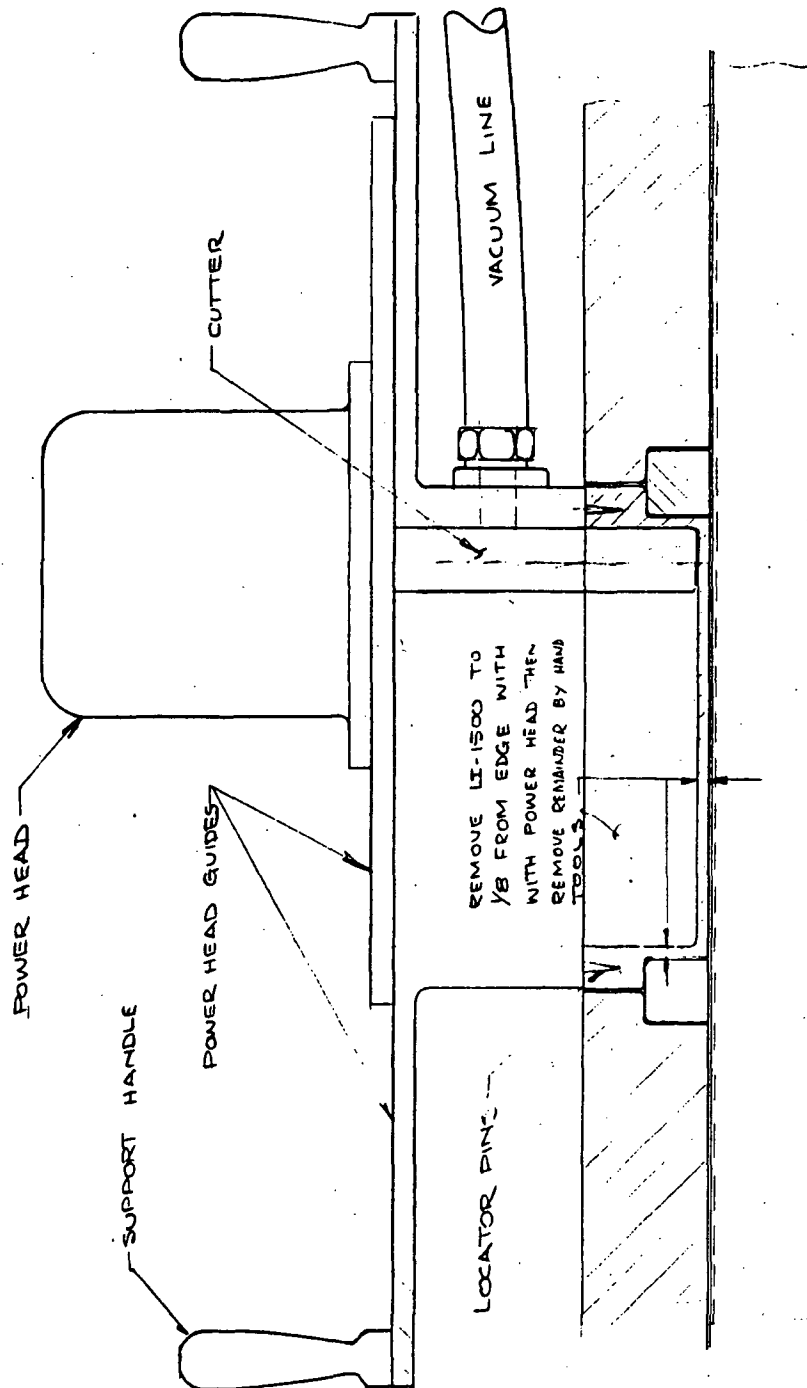 SUPPORT HANDLE
POWER HEAD
POWER HEAD GUIDES
CUTTER
VACUUM LINE
LOCATOR PINS
REMOVE LI-1500 TO
1/8 FROM EDGE WITH
WITH POWER HEAD THEN
REMOVE REMAINDER BY HAND
TOOLS